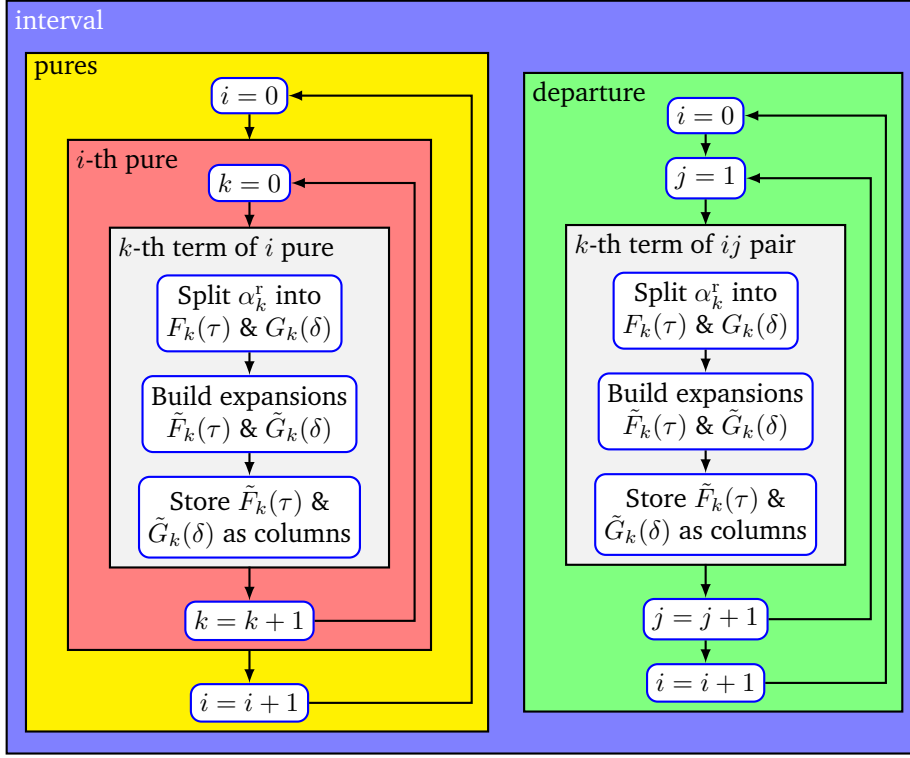 interval
pures
i = 0
i-th pure
k = 0
k-th term of i pure
Split α_k^r into
F_k(τ) & G_k(δ)
Build expansions
F̃_k(τ) & G̃_k(δ)
Store F̃_k(τ) &
G̃_k(δ) as columns
k = k + 1
i = i + 1
departure
i = 0
j = 1
k-th term of ij pair
Split α_k^r into
F_k(τ) & G_k(δ)
Build expansions
F̃_k(τ) & G̃_k(δ)
Store F̃_k(τ) &
G̃_k(δ) as columns
j = j + 1
i = i + 1